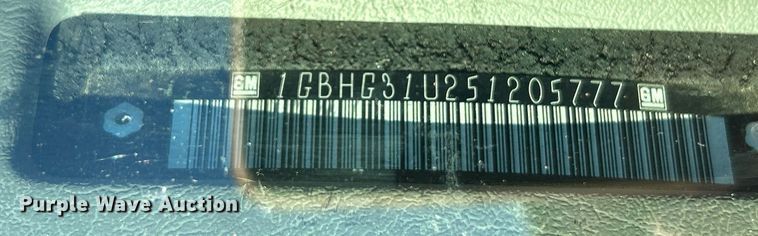 GM 1GBHG31U251205777 GM
Purple Wave Auction